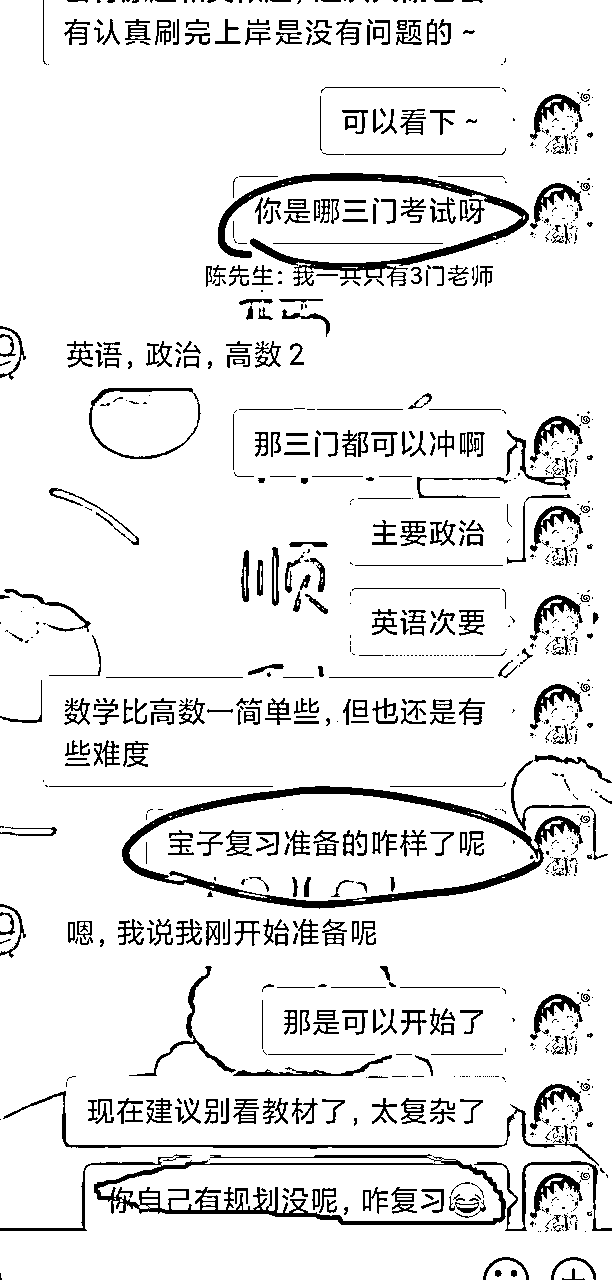 有认真刷完上岸是没有问题的~
可以看下~
你是哪三门考试呀
陈先生: 我一共只有3门老师
英语, 政治, 高数 2
那三门都可以冲啊
主要政治
顺
英语次要
数学比高数一简单些, 但也还是有
些难度
宝子复习准备的咋样了呢
嗯, 我说我刚开始准备呢
那是可以开始了
现在建议别看教材了, 太复杂了
你自己有规划没呢, 咋复习😂